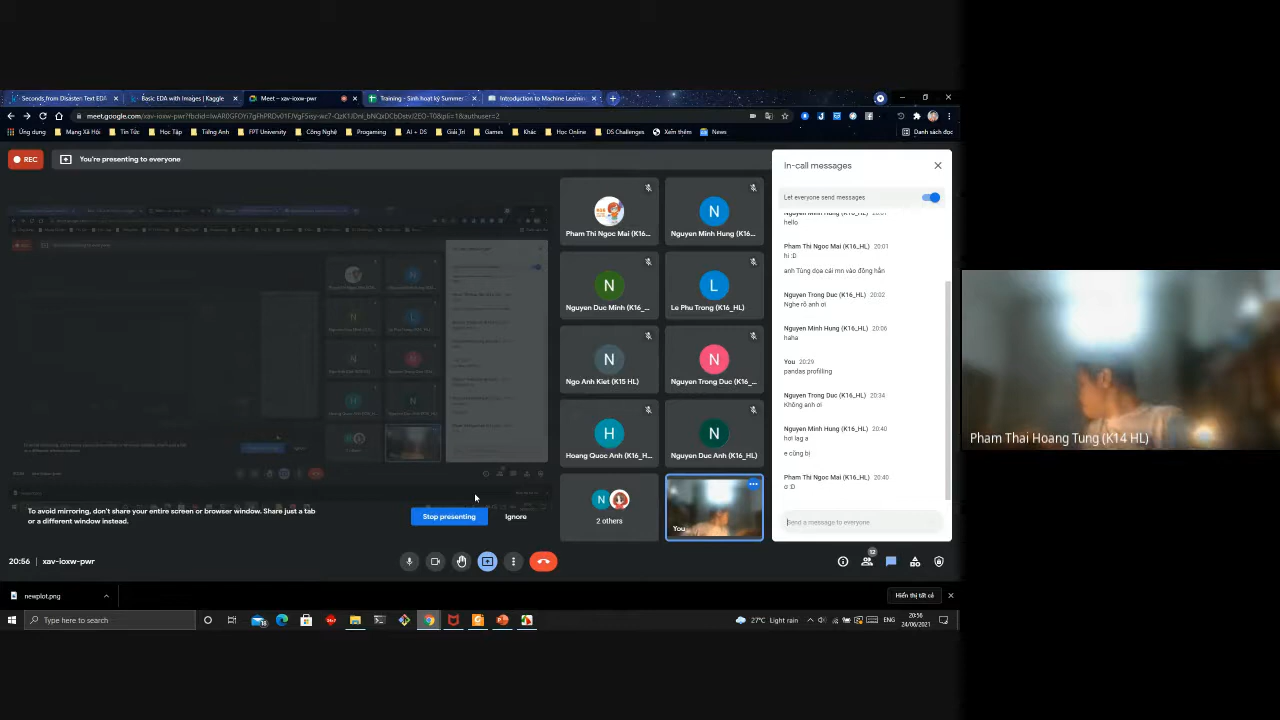 Seconds from Disaster: Text EDA
Basic EDA with Images | Kaggle
Meet – xav-ioxw-pwr
Training - Sinh hoạt kỳ Summer
Introduction to Machine Learning
Ứng dụng
Mạng Xã Hội
Tin Tức
Học Tập
Tiếng Anh
FPT University
Công Nghệ
Progaming
AI + DS
Giải Trí
Games
Khác
Học Online
DS Challenges
Xem thêm
News
Danh sách đọc
REC
You're presenting to everyone
Pham Thi Ngoc Mai (K16...
Nguyen Minh Hung (K16...
Nguyen Duc Minh (K16_...
Le Phu Trong (K16_HL)
Ngo Anh Kiet (K15 HL)
Nguyen Trong Duc (K16_...
Hoang Quoc Anh (K16_H...
Nguyen Duc Anh (K16_HL)
2 others
You
N
L
N
N
H
N
N
In-call messages
Let everyone send messages
Nguyen Minh Hung (K16_HL) 20:01
hello
Pham Thi Ngoc Mai (K16_HL) 20:01
hi :D
anh Tùng dọa cái mn vào đông hẳn
Nguyen Trong Duc (K16_HL) 20:02
Nghe rõ anh ơi
Nguyen Minh Hung (K16_HL) 20:06
haha
You 20:29
pandas profilling
Nguyen Trong Duc (K16_HL) 20:34
Không anh ơi
Nguyen Minh Hung (K16_HL) 20:40
hơi lag a
e cũng bị
Pham Thi Ngoc Mai (K16_HL) 20:40
ơ :D
Send a message to everyone
To avoid mirroring, don't share your entire screen or browser window. Share just a tab
or a different window instead.
Stop presenting
Ignore
20:56 | xav-ioxw-pwr
12
newplot.png
Hiển thị tất cả
Type here to search
27°C Light rain
ENG
20:56
24/06/2021
Pham Thai Hoang Tung (K14 HL)